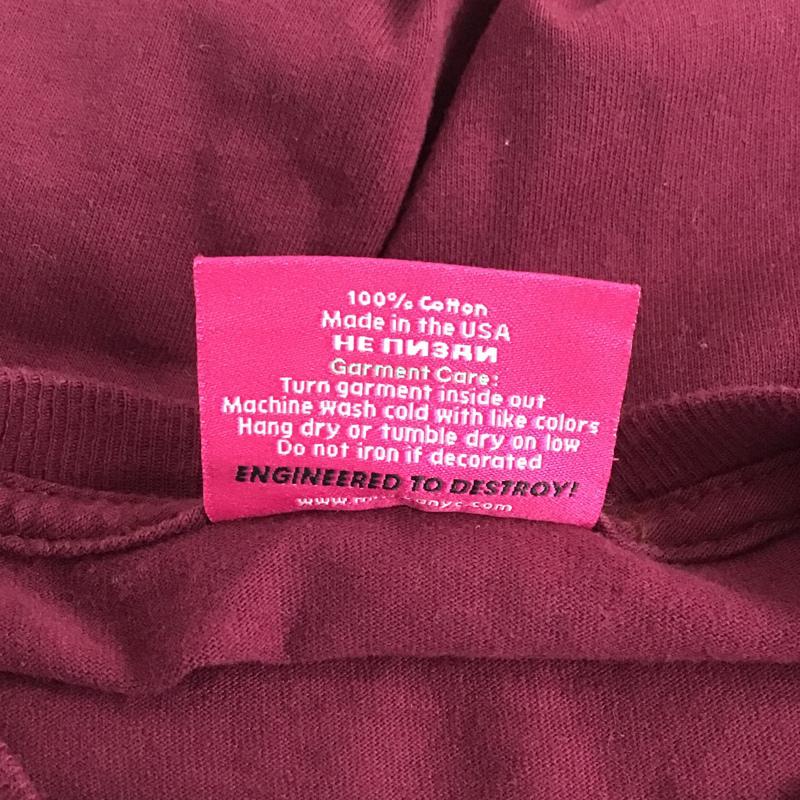 100% Cotton
Made in the USA
НЕ ПИЗДИ
Garment Care:
Turn garment inside out
Machine wash cold with like colors
Hang dry or tumble dry on low
Do not iron if decorated
ENGINEERED TO DESTROY!